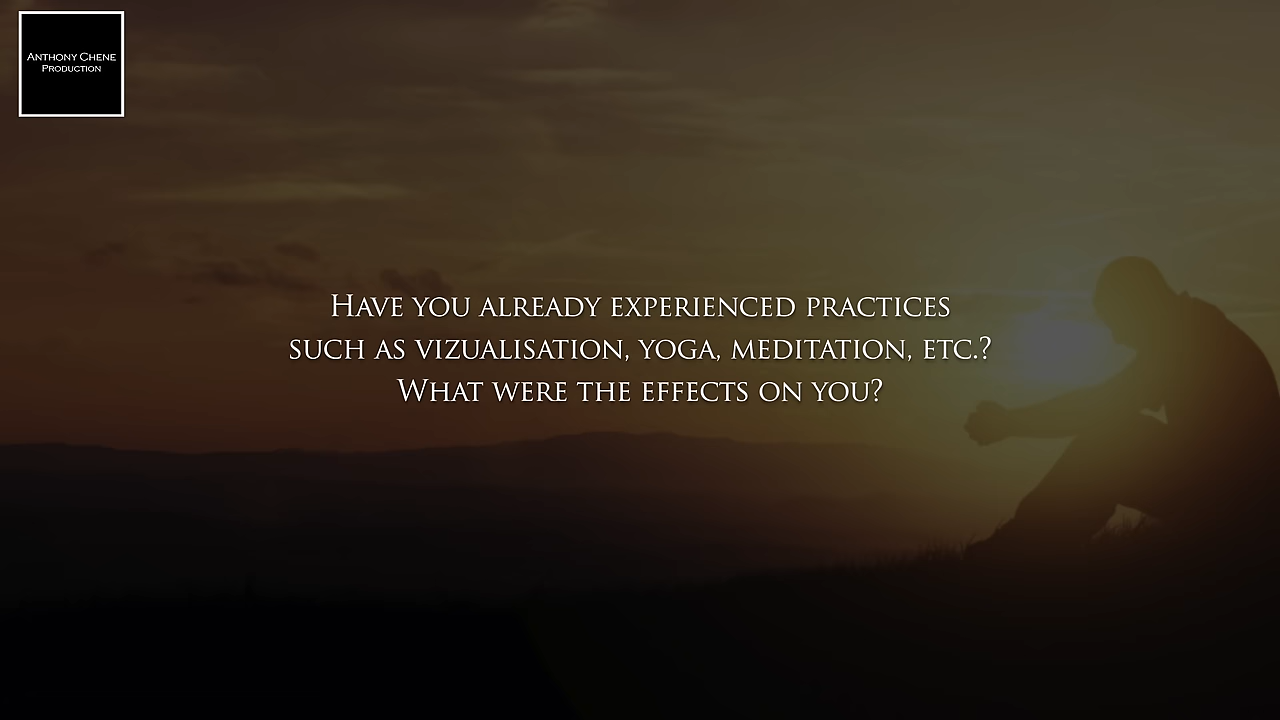 Anthony Chene
Production
Have you already experienced practices
such as vizualisation, yoga, meditation, etc.?
What were the effects on you?